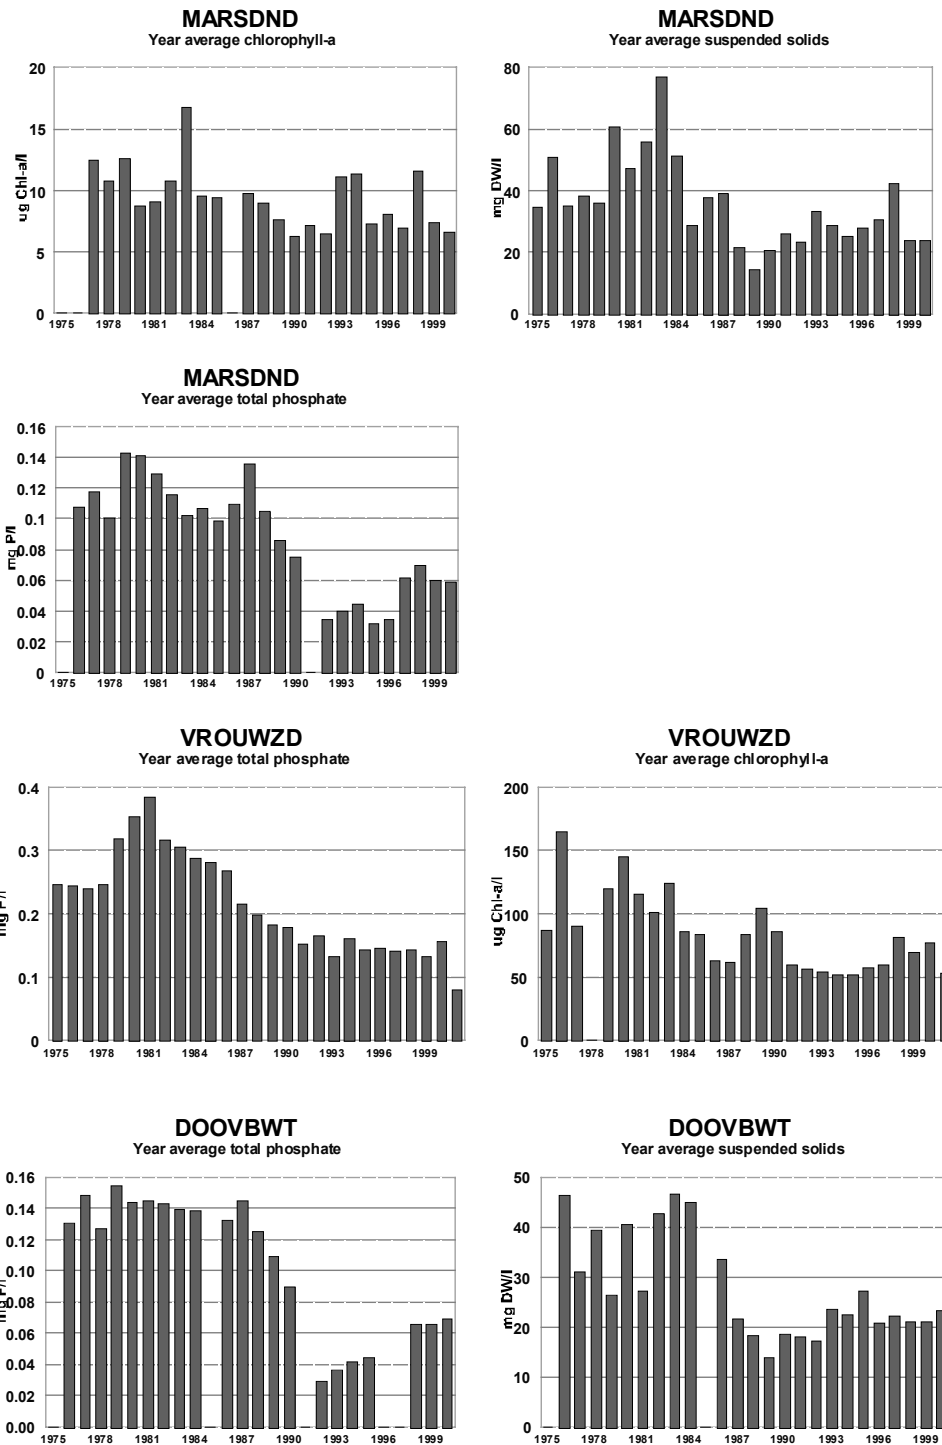 MARSDND
Year average chlorophyll-a
ug Chl-a/l
20
15
10
5
0
1975 1978 1981 1984 1987 1990 1993 1996 1999
MARSDND
Year average suspended solids
mg DW/l
80
60
40
20
0
1975 1978 1981 1984 1987 1990 1993 1996 1999
MARSDND
Year average total phosphate
mg P/l
0.16
0.14
0.12
0.1
0.08
0.06
0.04
0.02
0
1975 1978 1981 1984 1987 1990 1993 1996 1999
VROUWZD
Year average total phosphate
mg P/l
0.4
0.3
0.2
0.1
0
1975 1978 1981 1984 1987 1990 1993 1996 1999
VROUWZD
Year average chlorophyll-a
ug Chl-a/l
200
150
100
50
0
1975 1978 1981 1984 1987 1990 1993 1996 1999
DOOVBWT
Year average total phosphate
mg P/l
0.16
0.14
0.12
0.10
0.08
0.06
0.04
0.02
0.00
1975 1978 1981 1984 1987 1990 1993 1996 1999
DOOVBWT
Year average suspended solids
mg DW/l
50
40
30
20
10
0
1975 1978 1981 1984 1987 1990 1993 1996 1999